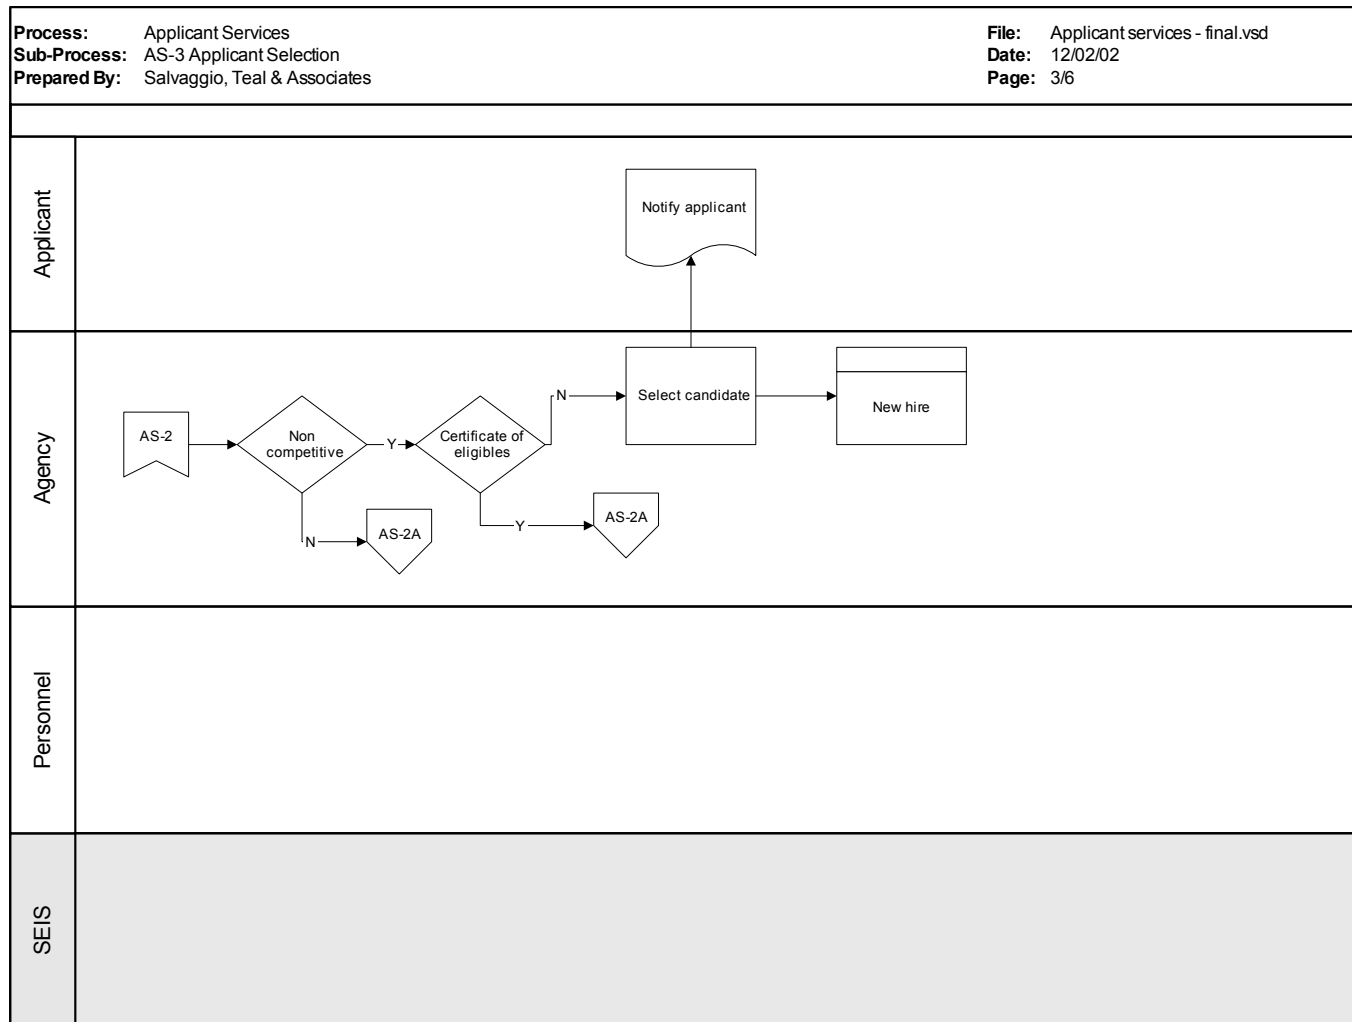 Process: Applicant Services
Sub-Process: AS-3 Applicant Selection
Prepared By: Salvaggio, Teal & Associates
File: Applicant services - final.vsd
Date: 12/02/02
Page: 3/6
Applicant
Notify applicant
Agency
AS-2
Non
competitive
Y
Certificate of
eligibles
N
Select candidate
New hire
N
AS-2A
Y
AS-2A
Personnel
SEIS